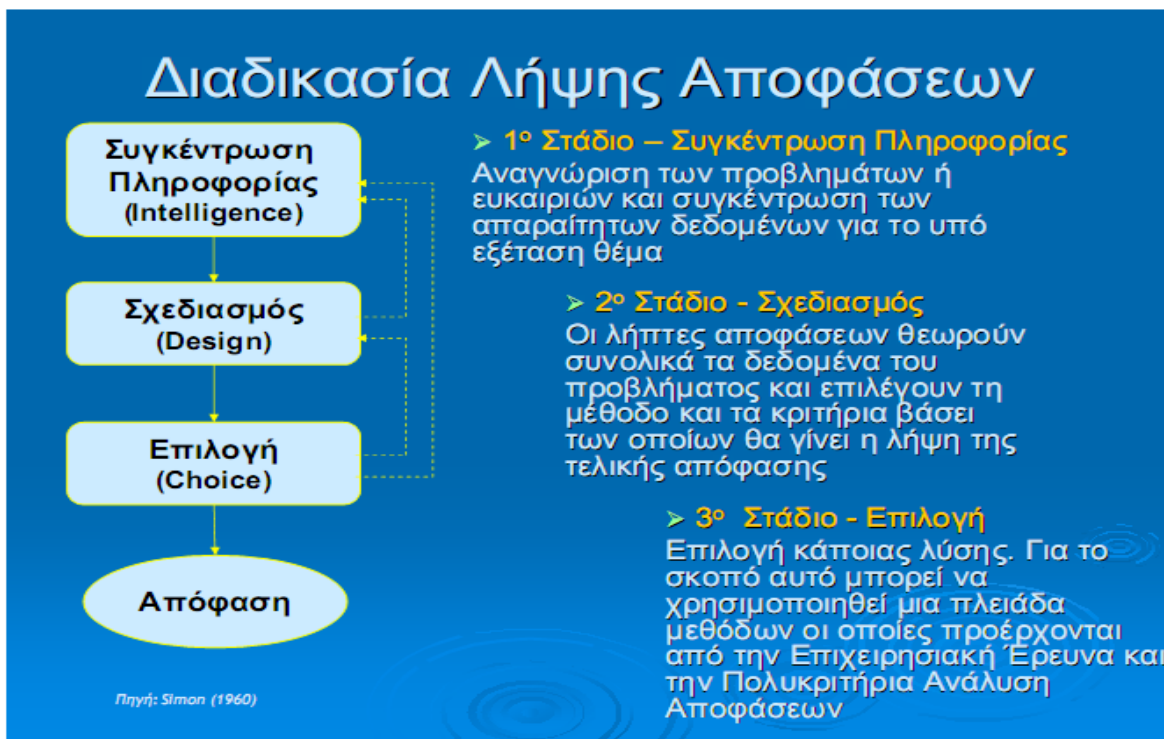 Διαδικασία Λήψης Αποφάσεων
Συγκέντρωση
Πληροφορίας
(Intelligence)
Σχεδιασμός
(Design)
Επιλογή
(Choice)
Απόφαση
Πηγή: Simon (1960)
➢ 1ο Στάδιο – Συγκέντρωση Πληροφορίας
Αναγνώριση των προβλημάτων ή
ευκαιριών και συγκέντρωση των
απαραίτητων δεδομένων για το υπό
εξέταση θέμα
➢ 2ο Στάδιο - Σχεδιασμός
Οι λήπτες αποφάσεων θεωρούν
συνολικά τα δεδομένα του
προβλήματος και επιλέγουν τη
μέθοδο και τα κριτήρια βάσει
των οποίων θα γίνει η λήψη της
τελικής απόφασης
➢ 3ο Στάδιο - Επιλογή
Επιλογή κάποιας λύσης. Για το
σκοπό αυτό μπορεί να
χρησιμοποιηθεί μια πλειάδα
μεθόδων οι οποίες προέρχονται
από την Επιχειρησιακή Έρευνα και
την Πολυκριτήρια Ανάλυση
Αποφάσεων